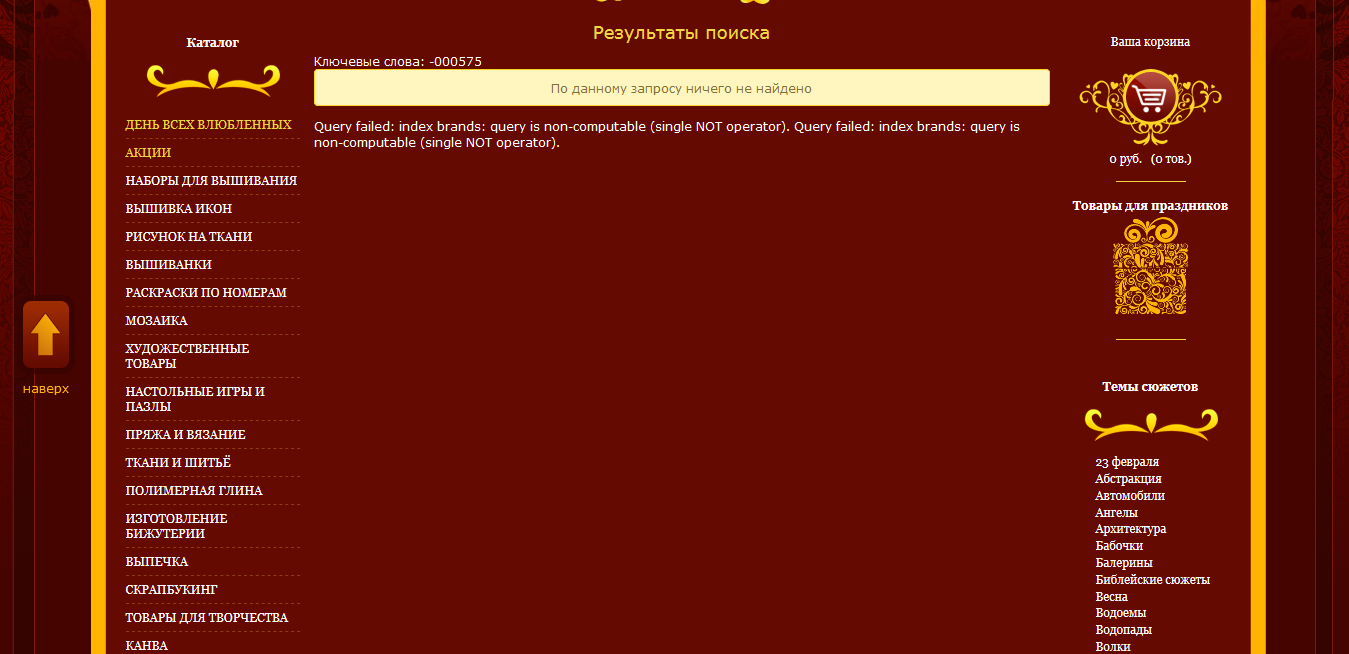 Каталог
ДЕНЬ ВСЕХ ВЛЮБЛЕННЫХ
АКЦИИ
НАБОРЫ ДЛЯ ВЫШИВАНИЯ
ВЫШИВКА ИКОН
РИСУНОК НА ТКАНИ
ВЫШИВАНКИ
РАСКРАСКИ ПО НОМЕРАМ
МОЗАИКА
ХУДОЖЕСТВЕННЫЕ
ТОВАРЫ
НАСТОЛЬНЫЕ ИГРЫ И
ПАЗЛЫ
ПРЯЖА И ВЯЗАНИЕ
ТКАНИ И ШИТЬЁ
ПОЛИМЕРНАЯ ГЛИНА
ИЗГОТОВЛЕНИЕ
БИЖУТЕРИИ
ВЫПЕЧКА
СКРАПБУКИНГ
ТОВАРЫ ДЛЯ ТВОРЧЕСТВА
КАНВА
наверх
Результаты поиска
Ключевые слова: -000575
По данному запросу ничего не найдено
Query failed: index brands: query is non-computable (single NOT operator). Query failed: index brands: query is
non-computable (single NOT operator).
Ваша корзина
0 руб. (0 тов.)
Товары для праздников
Темы сюжетов
23 февраля
Абстракция
Автомобили
Ангелы
Архитектура
Бабочки
Балерины
Библейские сюжеты
Весна
Водоемы
Водопады
Волки